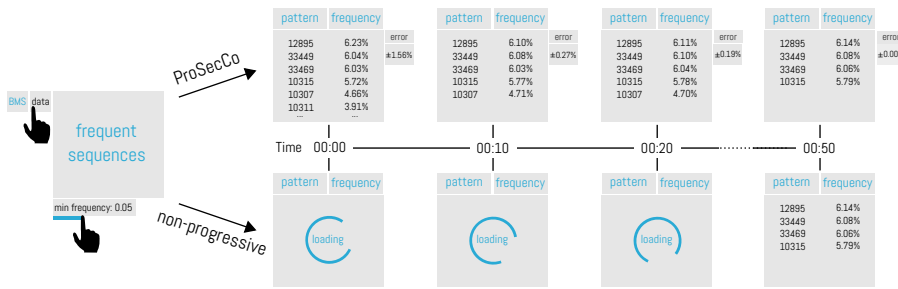 BMS data
frequent
sequences
min frequency: 0.05
ProSecCo
non-progressive
pattern frequency
error
±1.56%
12895 6.23%
33449 6.04%
33469 6.03%
10315 5.72%
10307 4.66%
10311 3.91%
... ...
pattern frequency
error
±0.27%
12895 6.10%
33449 6.08%
33469 6.03%
10315 5.77%
10307 4.71%
pattern frequency
error
±0.19%
12895 6.11%
33449 6.10%
33469 6.04%
10315 5.78%
10307 4.70%
pattern frequency
error
±0.00
12895 6.14%
33449 6.08%
33469 6.06%
10315 5.79%
Time 00:00 00:10 00:20 00:50
pattern frequency
loading
pattern frequency
loading
pattern frequency
loading
pattern frequency
12895 6.14%
33449 6.08%
33469 6.06%
10315 5.79%